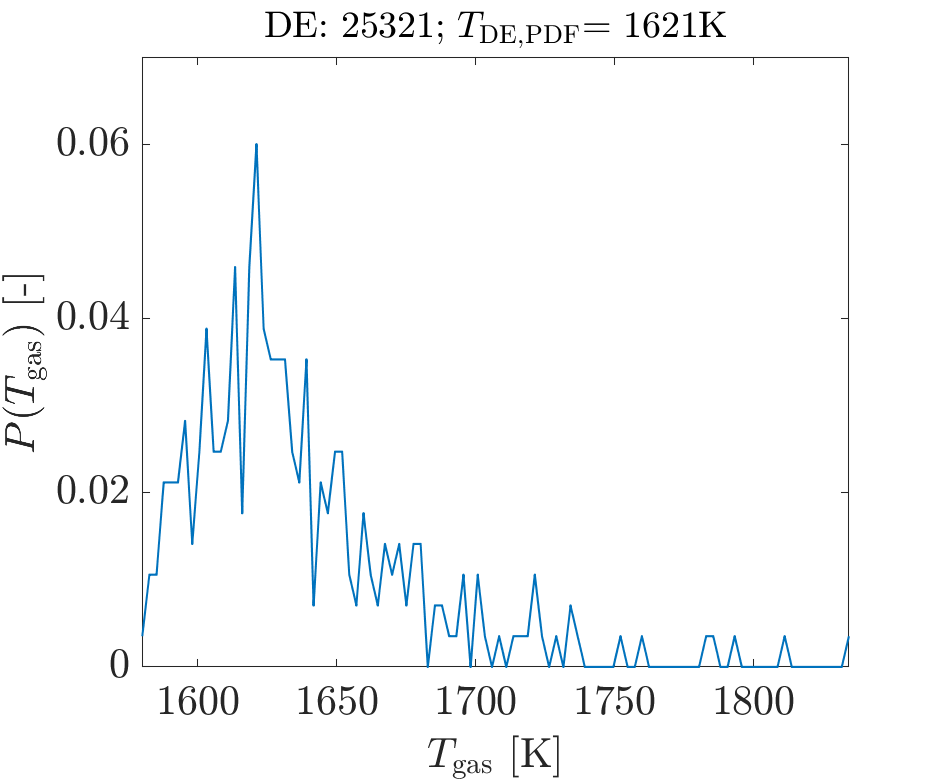 DE: 25321; T_DE,PDF= 1621K
P(T_gas) [-]
0.06
0.04
0.02
0
1600 1650 1700 1750 1800
T_gas [K]